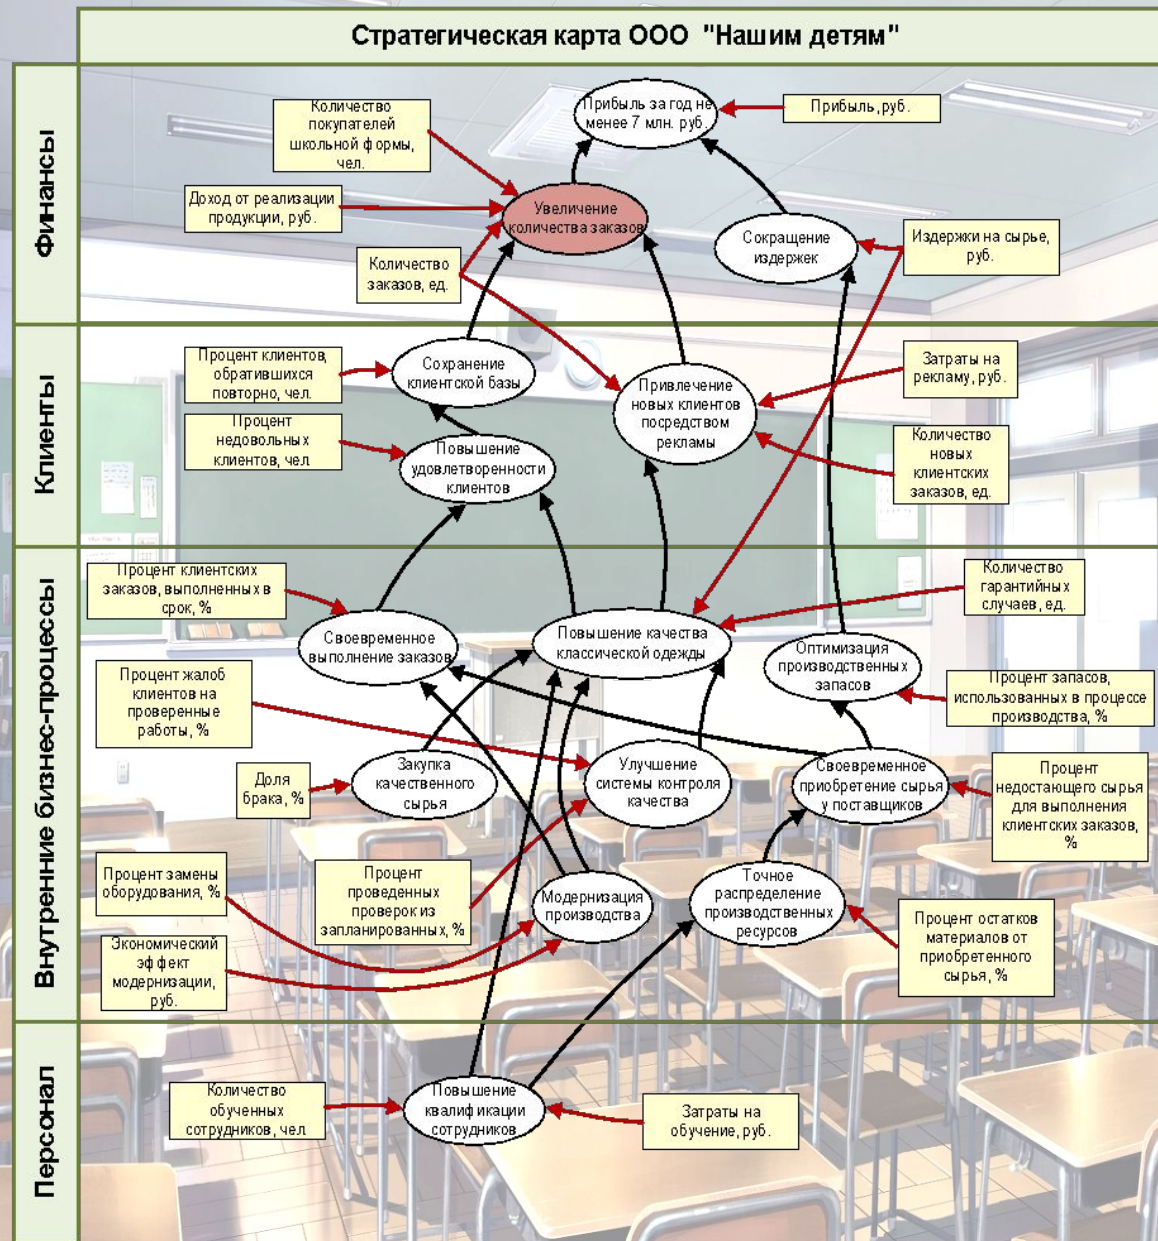 Стратегическая карта ООО "Нашим детям"
Финансы
Количество
покупателей
школьной формы,
чел.
Прибыль за год не
менее 7 млн. руб.
Прибыль,руб.
Доход от реализации
продукции, руб.
Увеличение
количества заказов
Сокращение
издержек
Издержки на сырье,
руб.
Количество
заказов, ед.
Клиенты
Процент клиентов,
обратившихся
повторно, чел.
Сохранение
клиентской базы
Привлечение
новых клиентов
посредством
рекламы
Затраты на
рекламу, руб.
Процент
недовольных
клиентов, чел
Повышение
удовлетворенности
клиентов
Количество
новых
клиентских
заказов, ед.
Внутренние бизнес-процессы
Процент клиентских
заказов, выполненных в
срок, %
Количество
гарантийных
случаев, ед.
Своевременное
выполнение заказов
Повышение качества
классической одежды
Оптимизация
производственных
запасов
Процент жалоб
клиентов на
проверенные
работы, %
Процент запасов,
использованных в процессе
производства, %
Доля
брака, %
Закупка
качественного
сырья
Улучшение
системы контроля
качества
Своевременное
приобретение сырья
у поставщиков
Процент
недостающего сырья
для выполнения
клиентских заказов,
%
Процент замены
оборудования, %
Процент
проведенных
проверок из
запланированных, %
Модернизация
производства
Точное
распределение
производственных
ресурсов
Процент остатков
материалов от
приобретенного
сырья, %
Экономический
эффект
модернизации,
руб.
Персонал
Количество
обученных
сотрудников, чел
Повышение
квалификации
сотрудников
Затраты на
обучение, руб.